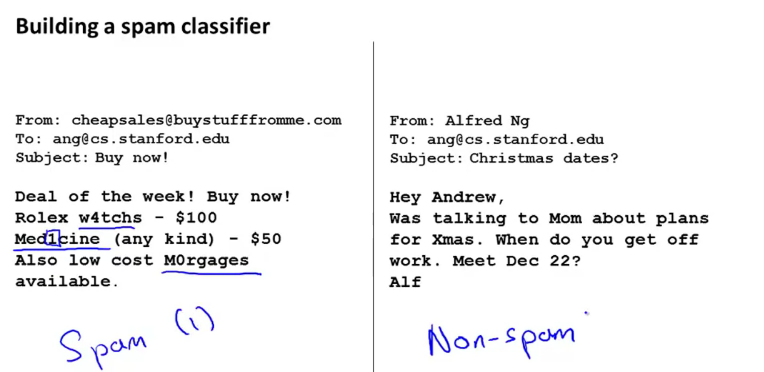 Building a spam classifier
From: cheapsales@buystufffromme.com
To: ang@cs.stanford.edu
Subject: Buy now!
Deal of the week! Buy now!
Rolex w4tchs - $100
Med1cine (any kind) - $50
Also low cost M0rgages
available.
Spam (1)
From: Alfred Ng
To: ang@cs.stanford.edu
Subject: Christmas dates?
Hey Andrew,
Was talking to Mom about plans
for Xmas. When do you get off
work. Meet Dec 22?
Alf
Non-spam